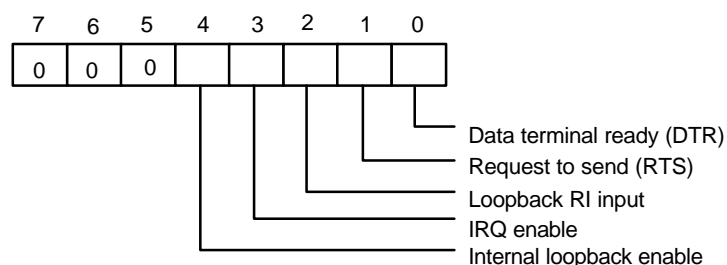 7 6 5 4 3 2 1 0
0 0 0
Data terminal ready (DTR)
Request to send (RTS)
Loopback RI input
IRQ enable
Internal loopback enable